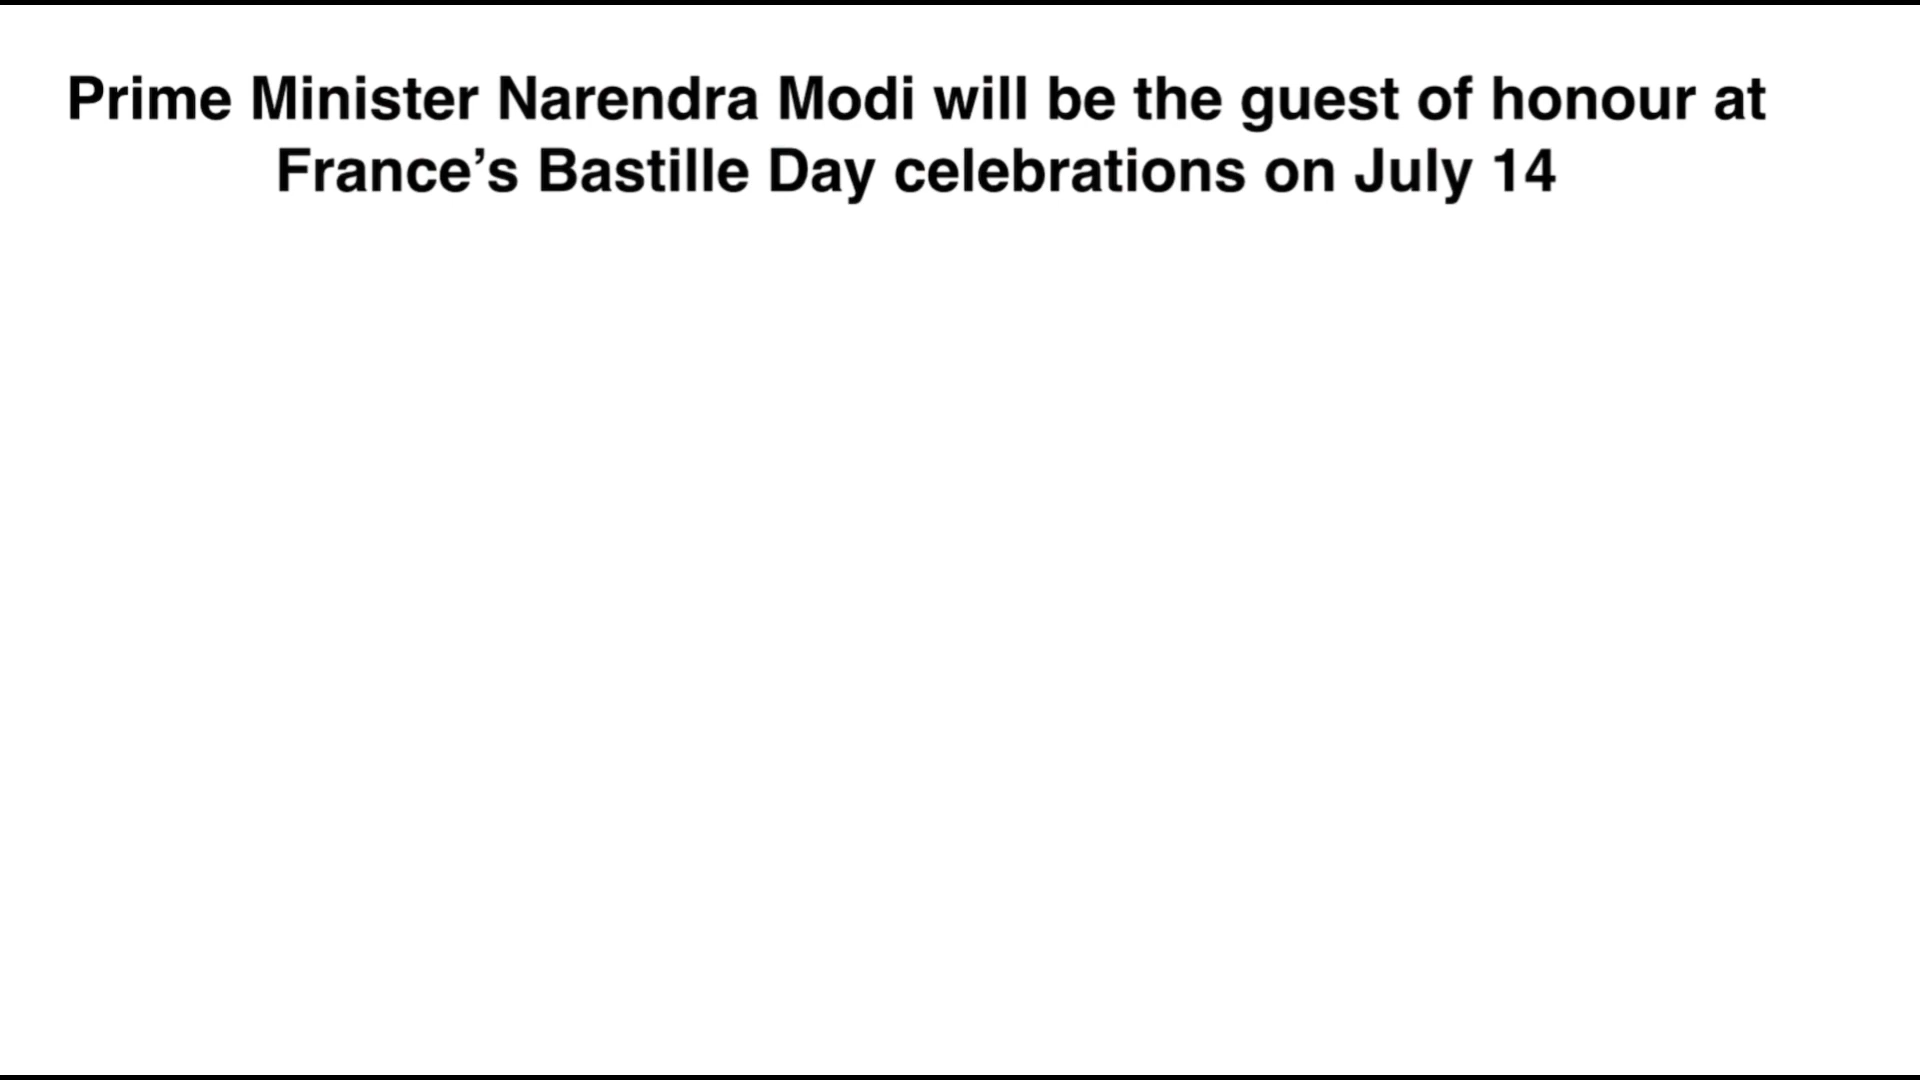 Prime Minister Narendra Modi will be the guest of honour at
France’s Bastille Day celebrations on July 14